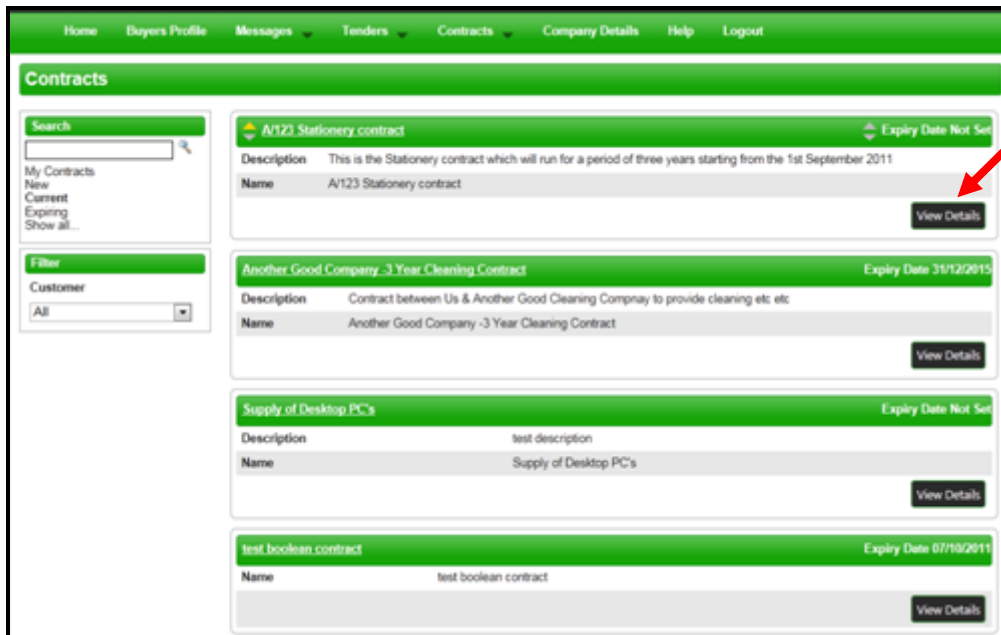 Home Buyers Profile Messages Tenders Contracts Company Details Help Logout
Contracts
Search
My Contracts
New
Current
Expiring
Show all...
Filter
Customer
All
A/123 Stationery contract Expiry Date Not Set
Description This is the Stationery contract which will run for a period of three years starting from the 1st September 2011
Name A/123 Stationery contract
View Details
Another Good Company -3 Year Cleaning Contract Expiry Date 31/12/2015
Description Contract between Us & Another Good Cleaning Compnay to provide cleaning etc etc
Name Another Good Company -3 Year Cleaning Contract
View Details
Supply of Desktop PC's Expiry Date Not Set
Description test description
Name Supply of Desktop PC's
View Details
test boolean contract Expiry Date 07/10/2011
Name test boolean contract
View Details